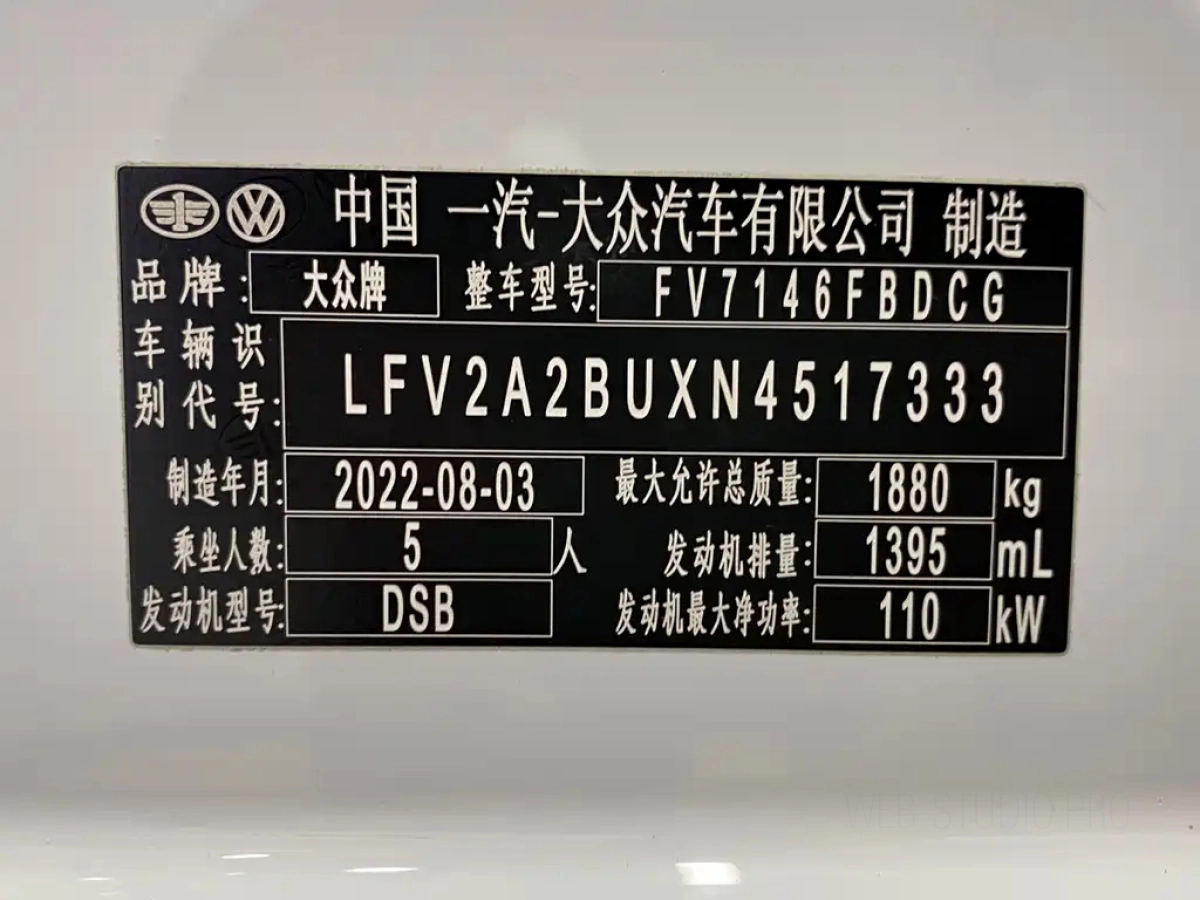 中国 一汽-大众汽车有限公司 制造
品牌: 大众牌 整车型号: FV7146FBDCG
车辆识
别代号: LFV2A2BUXN4517333
制造年月: 2022-08-03 最大允许总质量: 1880 kg
乘坐人数: 5 人 发动机排量: 1395 mL
发动机型号: DSB 发动机最大净功率: 110 kW
WEB-STUDIO PRO